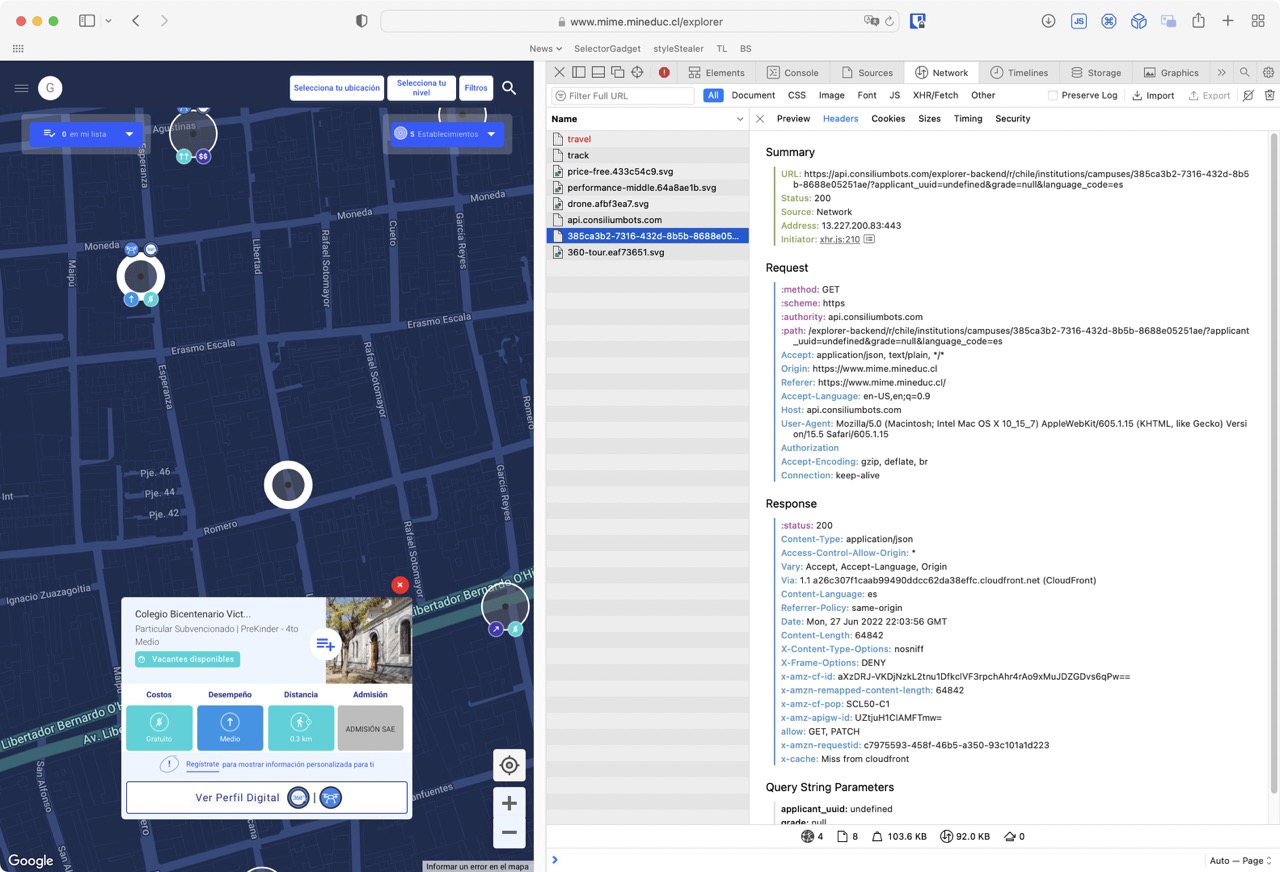 www.mime.mineduc.cl/explorer
News
SelectorGadget
styleStealer
TL
BS
JS
G
Selecciona tu ubicación
Selecciona tu
nivel
Filtros
0 en mi lista
5 Establecimientos
Agustinas
Esperanza
Moneda
Moneda
Moneda
Maipú
Libertad
Rafael Sotomayor
Cueto
García Reyes
Erasmo Escala
Erasmo Escala
Esperanza
Rafael Sotomayor
Romero
Pje. 46
Pje. 44
Pje. 42
Int
Romero
García Reyes
Rafael Sotomayor
Ignacio Zuazagoitia
Libertador Bernardo O'Hi
Maipú
Libertador Bernardo O'H
Av. Lib
San Alfonso
San Alf
Google
Informar un error en el mapa
Colegio Bicentenario Vict...
Particular Subvencionado | PreKinder - 4to
Medio
Vacantes disponibles
Costos
Desempeño
Distancia
Admisión
Gratuito
Medio
0.3 km
ADMISIÓN SAE
! Regístrate para mostrar información personalizada para ti
Ver Perfil Digital
360°
|
Elements
Console
Sources
Network
Timelines
Storage
Graphics
Filter Full URL
All
Document
CSS
Image
Font
JS
XHR/Fetch
Other
Preserve Log
Import
Export
Name
Preview
Headers
Cookies
Sizes
Timing
Security
travel
track
price-free.433c54c9.svg
performance-middle.64a8ae1b.svg
drone.afbf3ea7.svg
api.consiliumbots.com
385ca3b2-7316-432d-8b5b-8688e05...
360-tour.eaf73651.svg
Summary
URL: https://api.consiliumbots.com/explorer-backend/r/chile/institutions/campuses/385ca3b2-7316-432d-8b5
b-8688e05251ae/?applicant_uuid=undefined&grade=null&language_code=es
Status: 200
Source: Network
Address: 13.227.200.83:443
Initiator: xhr.js:210
Request
:method: GET
:scheme: https
:authority: api.consiliumbots.com
:path: /explorer-backend/r/chile/institutions/campuses/385ca3b2-7316-432d-8b5b-8688e05251ae/?applicant
_uuid=undefined&grade=null&language_code=es
Accept: application/json, text/plain, */*
Origin: https://www.mime.mineduc.cl
Referer: https://www.mime.mineduc.cl/
Accept-Language: en-US,en;q=0.9
Host: api.consiliumbots.com
User-Agent: Mozilla/5.0 (Macintosh; Intel Mac OS X 10_15_7) AppleWebKit/605.1.15 (KHTML, like Gecko) Versi
on/15.5 Safari/605.1.15
Authorization
Accept-Encoding: gzip, deflate, br
Connection: keep-alive
Response
:status: 200
Content-Type: application/json
Access-Control-Allow-Origin: *
Vary: Accept, Accept-Language, Origin
Via: 1.1 a26c307f1caab99490ddcc62da38effc.cloudfront.net (CloudFront)
Content-Language: es
Referrer-Policy: same-origin
Date: Mon, 27 Jun 2022 22:03:56 GMT
Content-Length: 64842
X-Content-Type-Options: nosniff
X-Frame-Options: DENY
x-amz-cf-id: aXzDRJ-VKDjNzkL2tnu1DfkclVF3rpchAhr4rAo9xMuJDZGDvs6qPw==
x-amzn-remapped-content-length: 64842
x-amz-cf-pop: SCL50-C1
x-amz-apigw-id: UZtjuH1CIAMFTmw=
allow: GET, PATCH
x-amzn-requestid: c7975593-458f-46b5-a350-93c101a1d223
x-cache: Miss from cloudfront
Query String Parameters
applicant_uuid: undefined
grade: null
4
8
103.6 KB
92.0 KB
0
Auto — Page